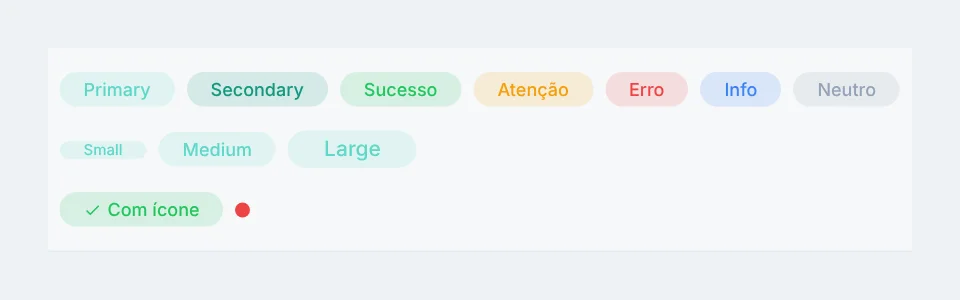 Primary Secondary Sucesso Atenção Erro Info Neutro
Small Medium Large
Com ícone